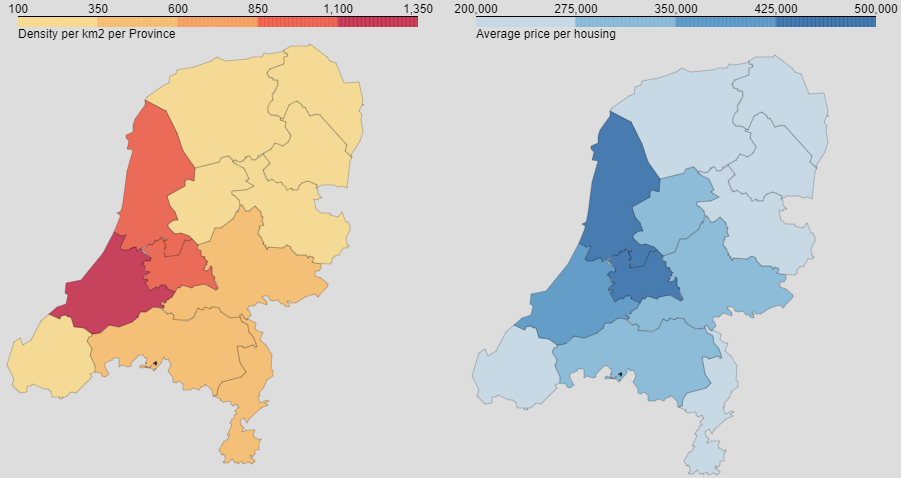 100 350 600 850 1,100 1,350
Density per km2 per Province
200,000 275,000 350,000 425,000 500,000
Average price per housing